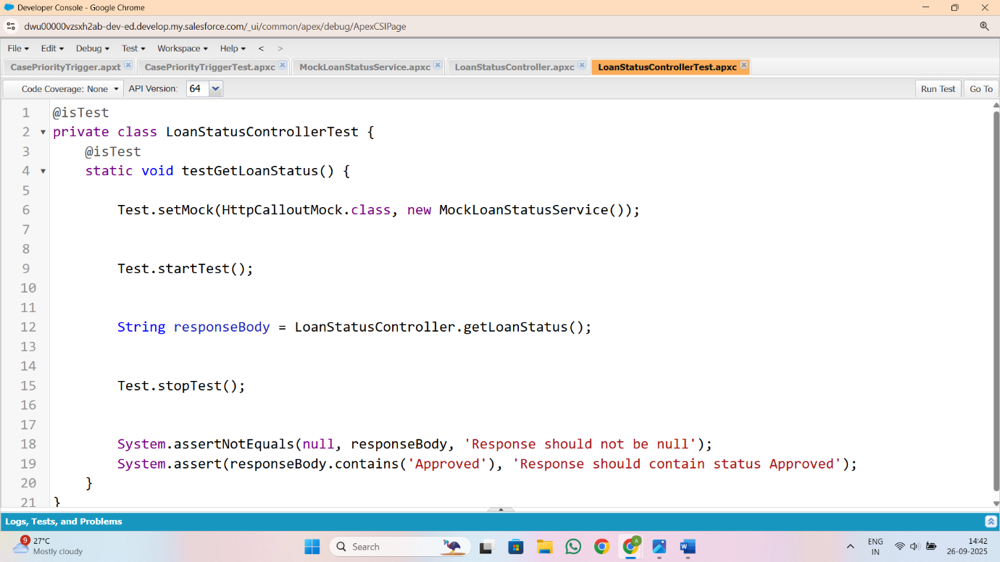 Developer Console - Google Chrome
dwu00000vzsxh2ab-dev-ed.develop.my.salesforce.com/_ui/common/apex/debug/ApexCSIPage
File Edit Debug Test Workspace Help < >
CasePriorityTrigger.apxt CasePriorityTriggerTest.apxc MockLoanStatusService.apxc LoanStatusController.apxc LoanStatusControllerTest.apxc
Code Coverage: None API Version: 64 Run Test Go To
1 @isTest
2 private class LoanStatusControllerTest {
3 @isTest
4 static void testGetLoanStatus() {
5
6 Test.setMock(HttpCalloutMock.class, new MockLoanStatusService());
7
8
9 Test.startTest();
10
11
12 String responseBody = LoanStatusController.getLoanStatus();
13
14
15 Test.stopTest();
16
17
18 System.assertNotEquals(null, responseBody, 'Response should not be null');
19 System.assert(responseBody.contains('Approved'), 'Response should contain status Approved');
20 }
21 }
Logs, Tests, and Problems
9 27°C
Mostly cloudy
Search
A
W
ENG
IN
14:42
26-09-2025